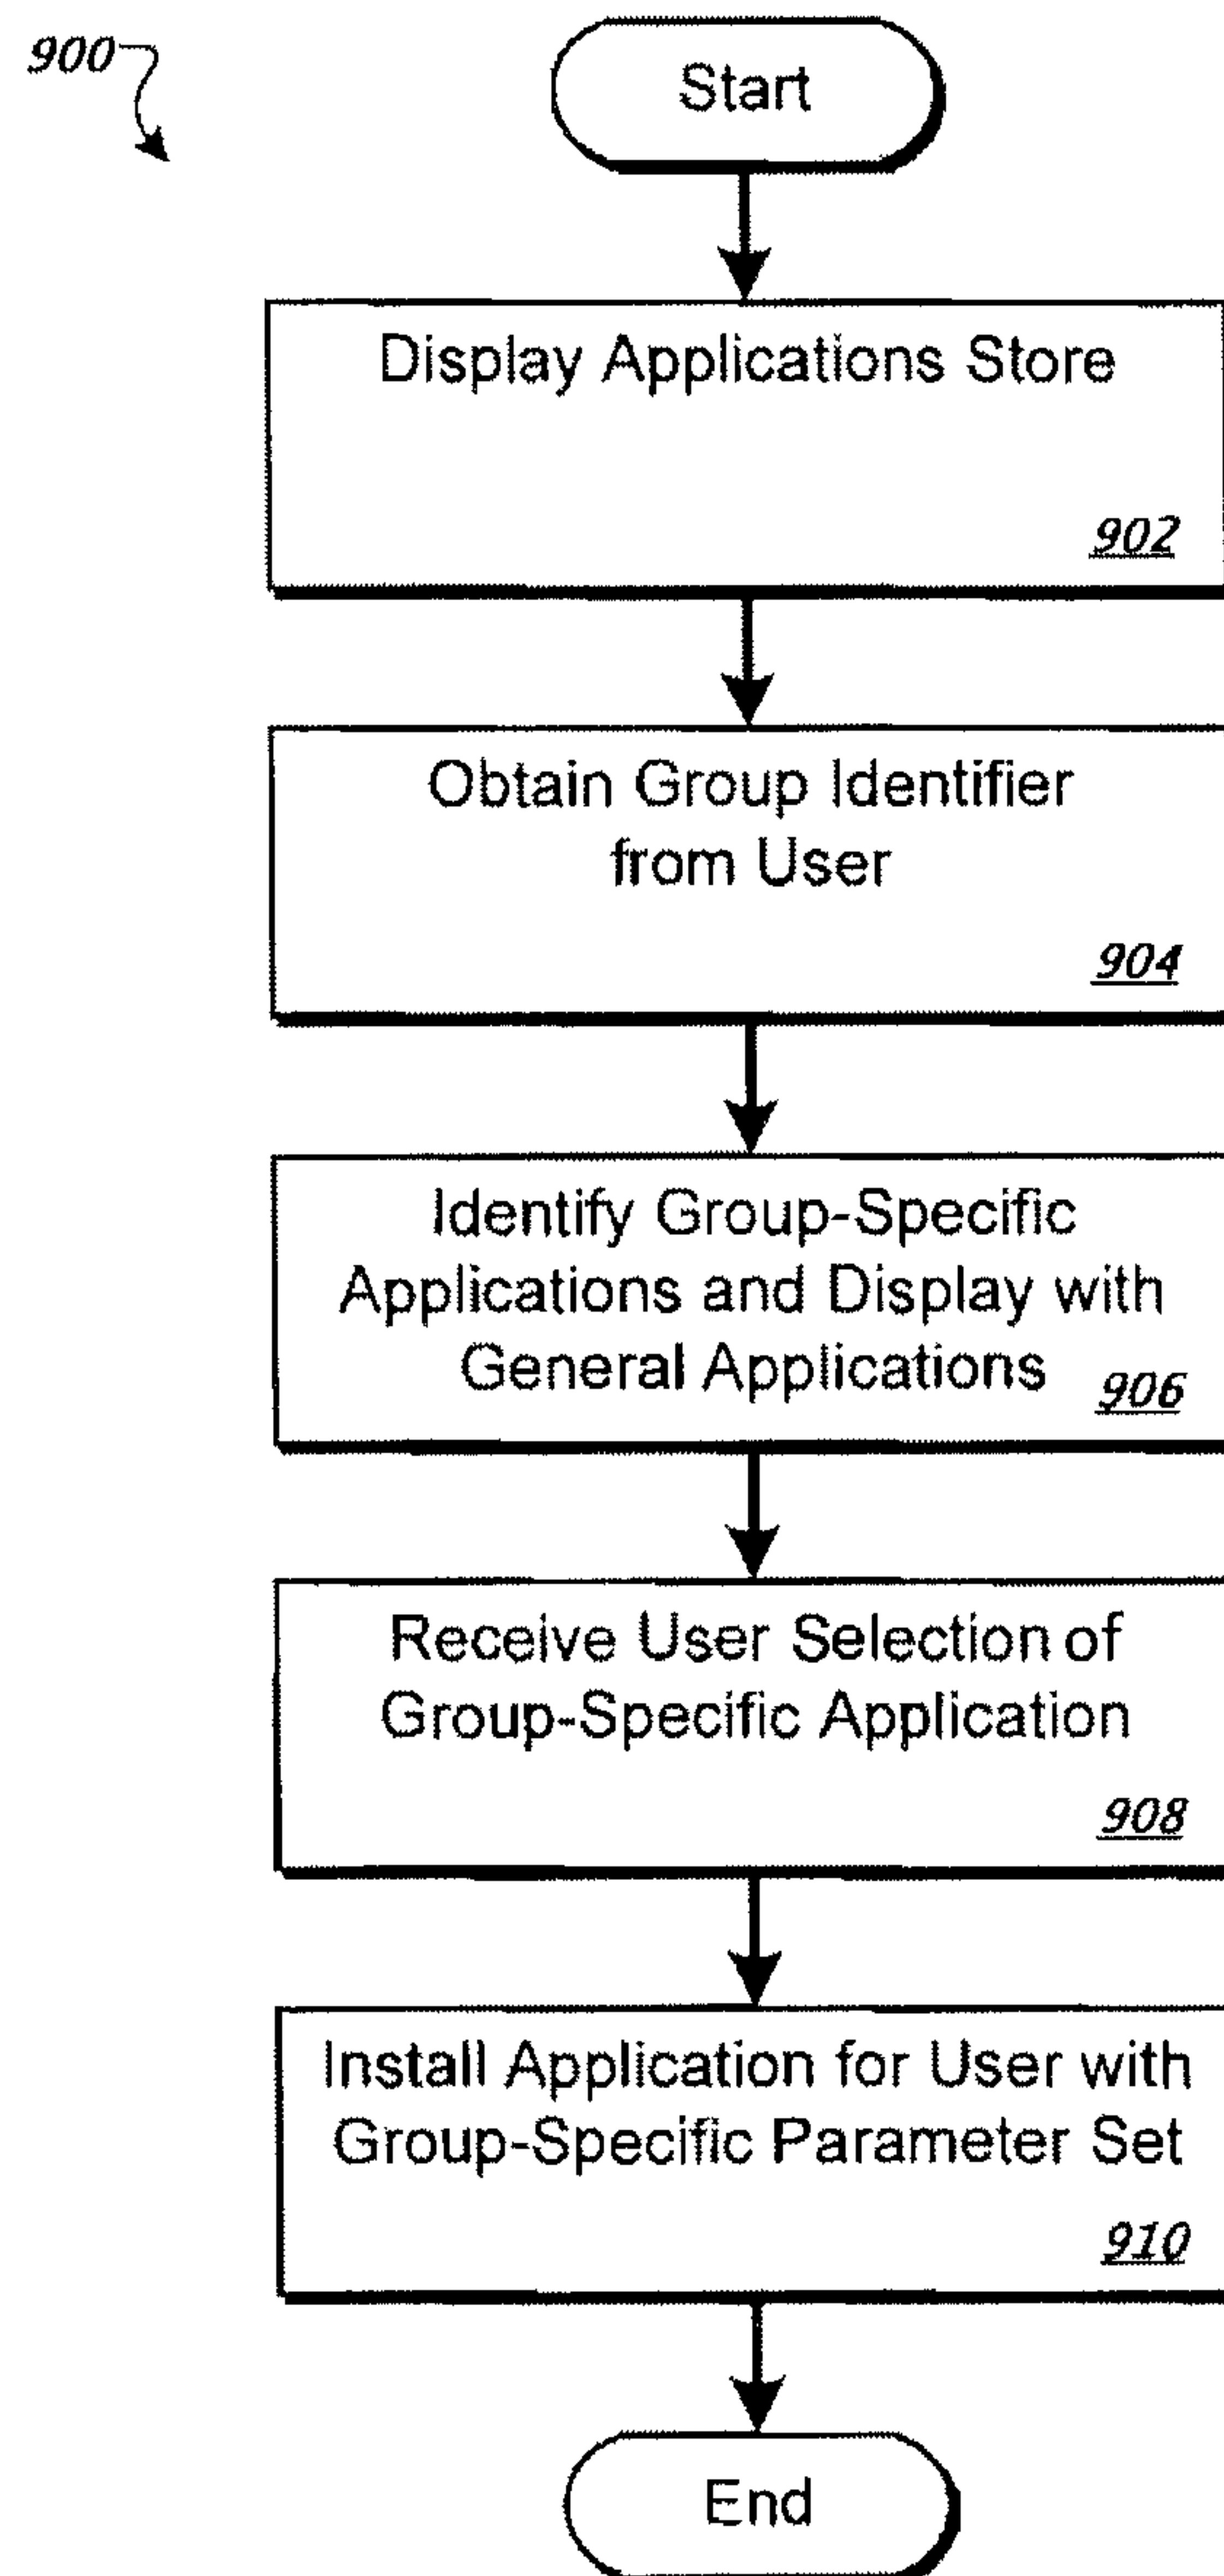 900
Start
Display Applications Store
902
Obtain Group Identifier
from User
904
Identify Group-Specific
Applications and Display with
General Applications
906
Receive User Selection of
Group-Specific Application
908
Install Application for User with
Group-Specific Parameter Set
910
End